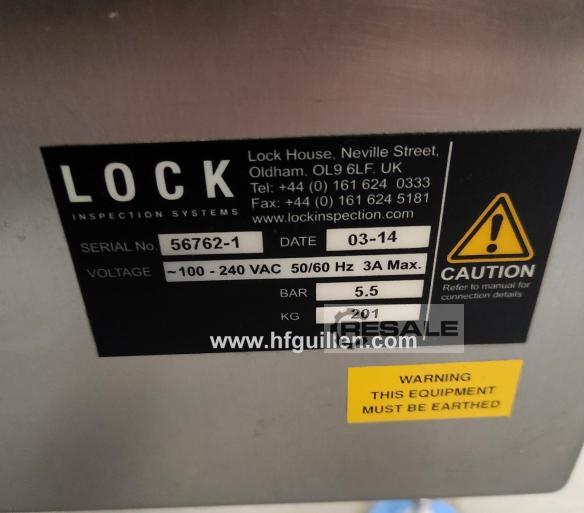 LOCK
INSPECTION SYSTEMS
Lock House, Neville Street,
Oldham. OL9 6LF. UK
Tel: +44 (0) 161 624 0333
Fax: +44 (0) 161 624 5181
www.lockinspection.com
SERIAL No. 56762-1 DATE 03-14
VOLTAGE ~100 - 240 VAC 50/60 Hz 3A Max.
BAR 5.5
KG 201
CAUTION
Refer to manual for
connection details
RESALE
www.hfguillen.com
WARNING
THIS EQUIPMENT
MUST BE EARTHED